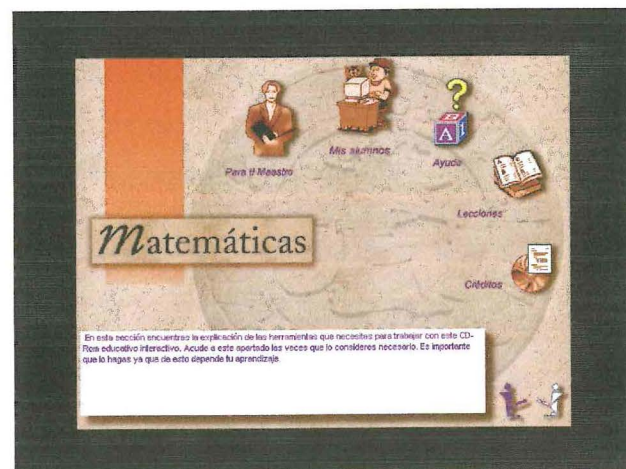 Para ti Maestro
Mis alumnos
Ayuda
Lecciones
Créditos
Matemáticas
En esta sección encuentras la explicación de las herramientas que necesites para trabajar con este CD-
Rom educativo interactivo. Acude a este apartado las veces que lo consideres necesario. Es importante
que lo hagas ya que de esto depende tu aprendizaje